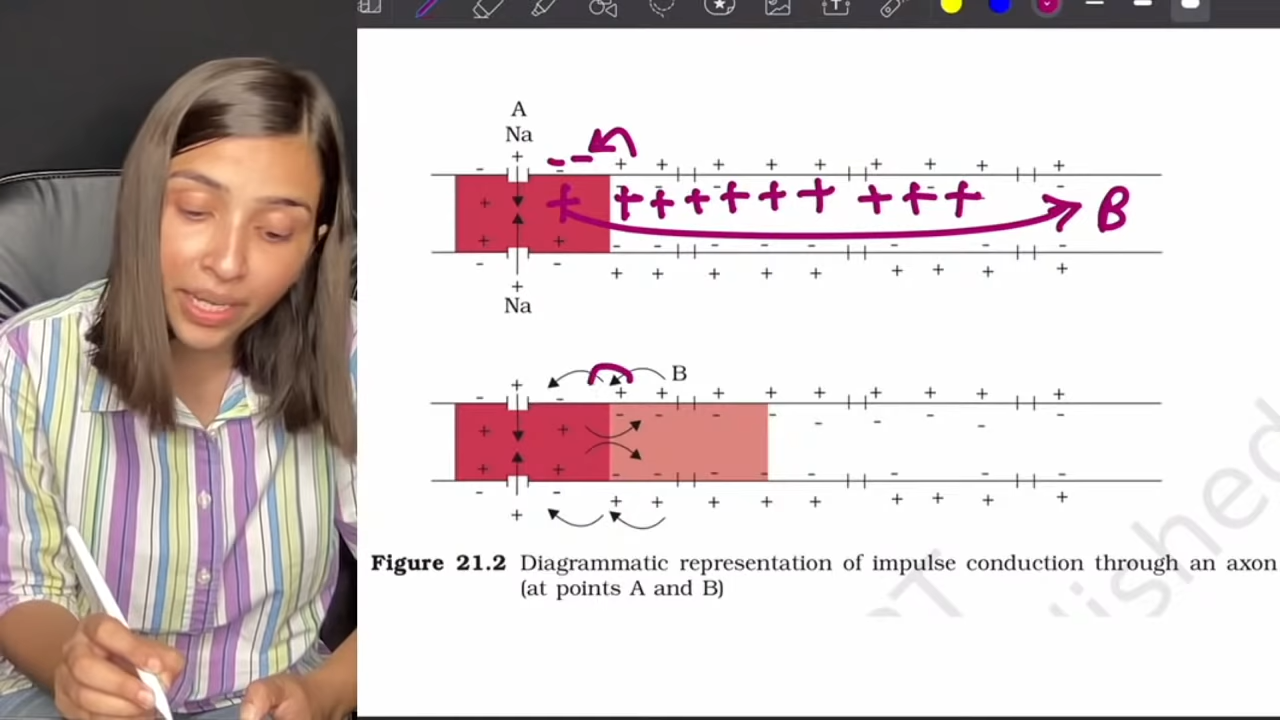 A
Na
+ + + + + + + + + + + B
Na
B
Figure 21.2 Diagrammatic representation of impulse conduction through an axon
(at points A and B)